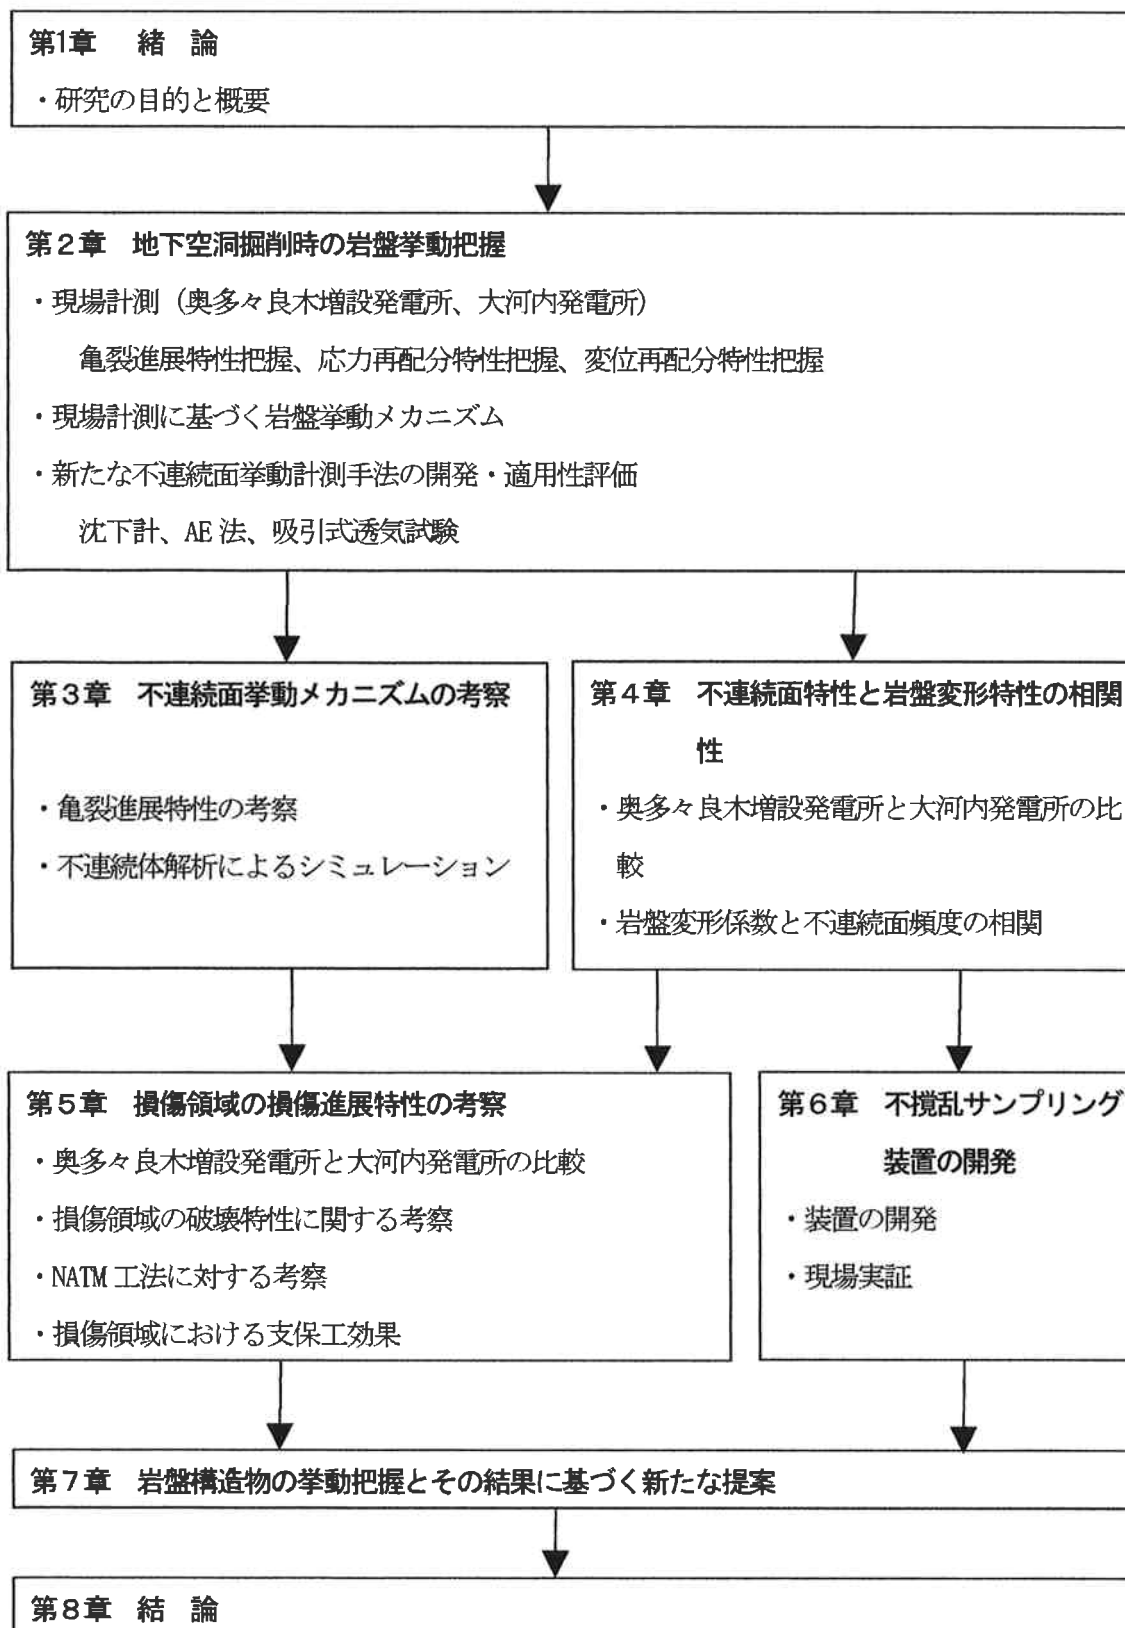 第1章　緒　論
・研究の目的と概要
第２章　地下空洞掘削時の岩盤挙動把握
・現場計測（奥多々良木増設発電所、大河内発電所）
亀裂進展特性把握、応力再配分特性把握、変位再配分特性把握
・現場計測に基づく岩盤挙動メカニズム
・新たな不連続面挙動計測手法の開発・適用性評価
沈下計、AE 法、吸引式透気試験
第３章　不連続面挙動メカニズムの考察
・亀裂進展特性の考察
・不連続体解析によるシミュレーション
第４章　不連続面特性と岩盤変形特性の相関
性
・奥多々良木増設発電所と大河内発電所の比
較
・岩盤変形係数と不連続面頻度の相関
第５章　損傷領域の損傷進展特性の考察
・奥多々良木増設発電所と大河内発電所の比較
・損傷領域の破壊特性に関する考察
・NATM 工法に対する考察
・損傷領域における支保工効果
第６章　不撹乱サンプリング
装置の開発
・装置の開発
・現場実証
第７章　岩盤構造物の挙動把握とその結果に基づく新たな提案
第８章　結　論